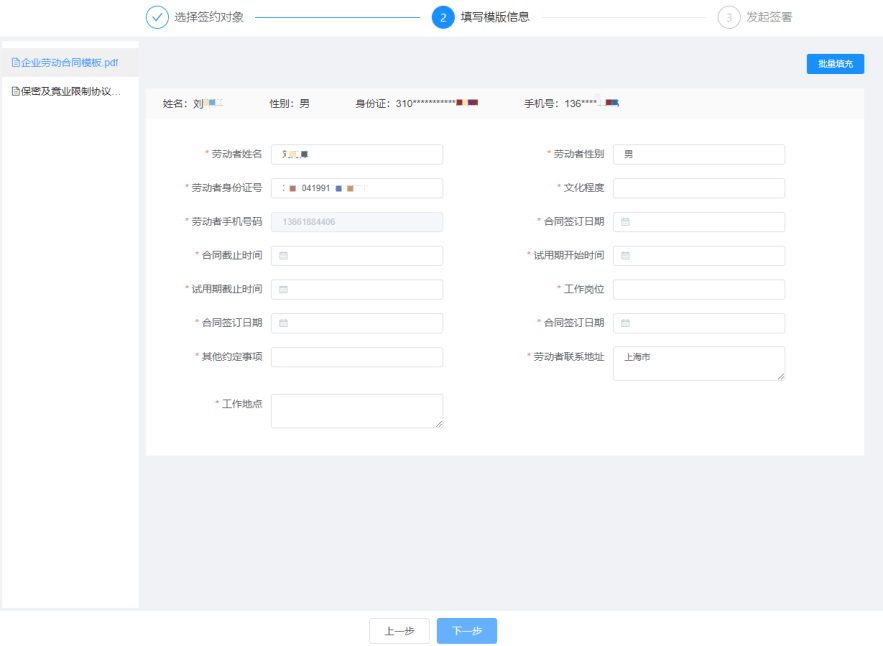 选择签约对象 2 填写模版信息 3 发起签署
企业劳动合同模板.pdf
保密及竞业限制协议...
批量填充
姓名：刘 性别：男 身份证：310*********** 手机号：136****
* 劳动者姓名 * 劳动者性别 男
* 劳动者身份证号 041991 * 文化程度
* 劳动者手机号码 13661884406 * 合同签订日期
* 合同截止时间 * 试用期开始时间
* 试用期截止时间 * 工作岗位
* 合同签订日期 * 合同签订日期
* 其他约定事项 * 劳动者联系地址 上海市
* 工作地点
上一步 下一步